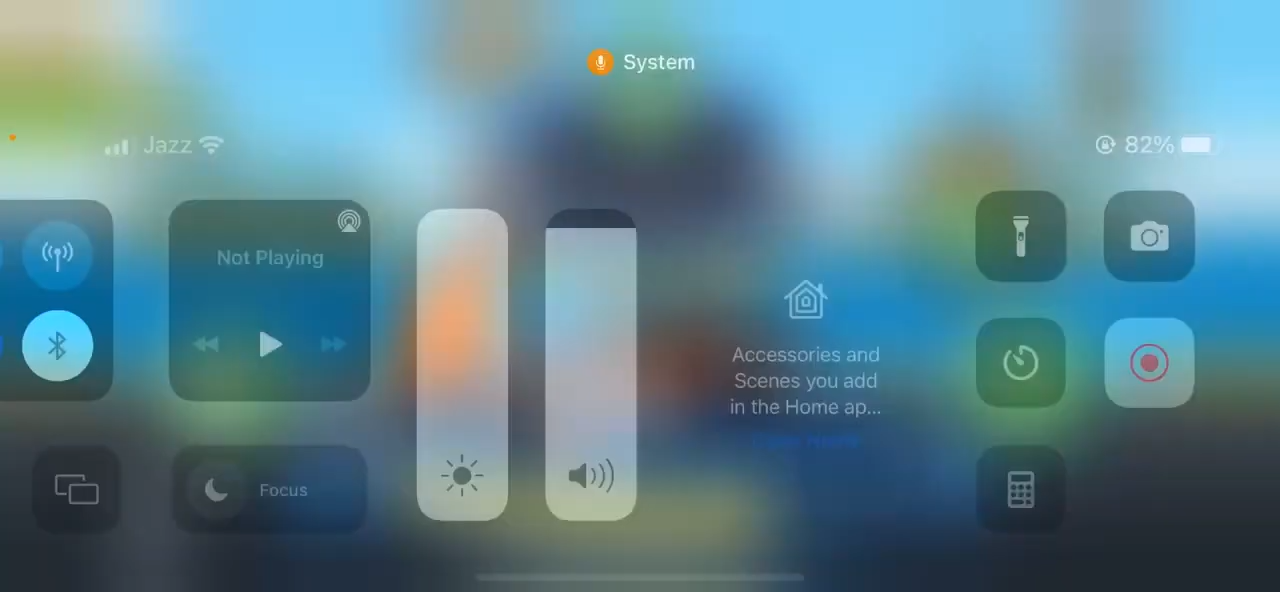 System
Jazz
82%
Not Playing
Accessories and
Scenes you add
in the Home ap...
Focus